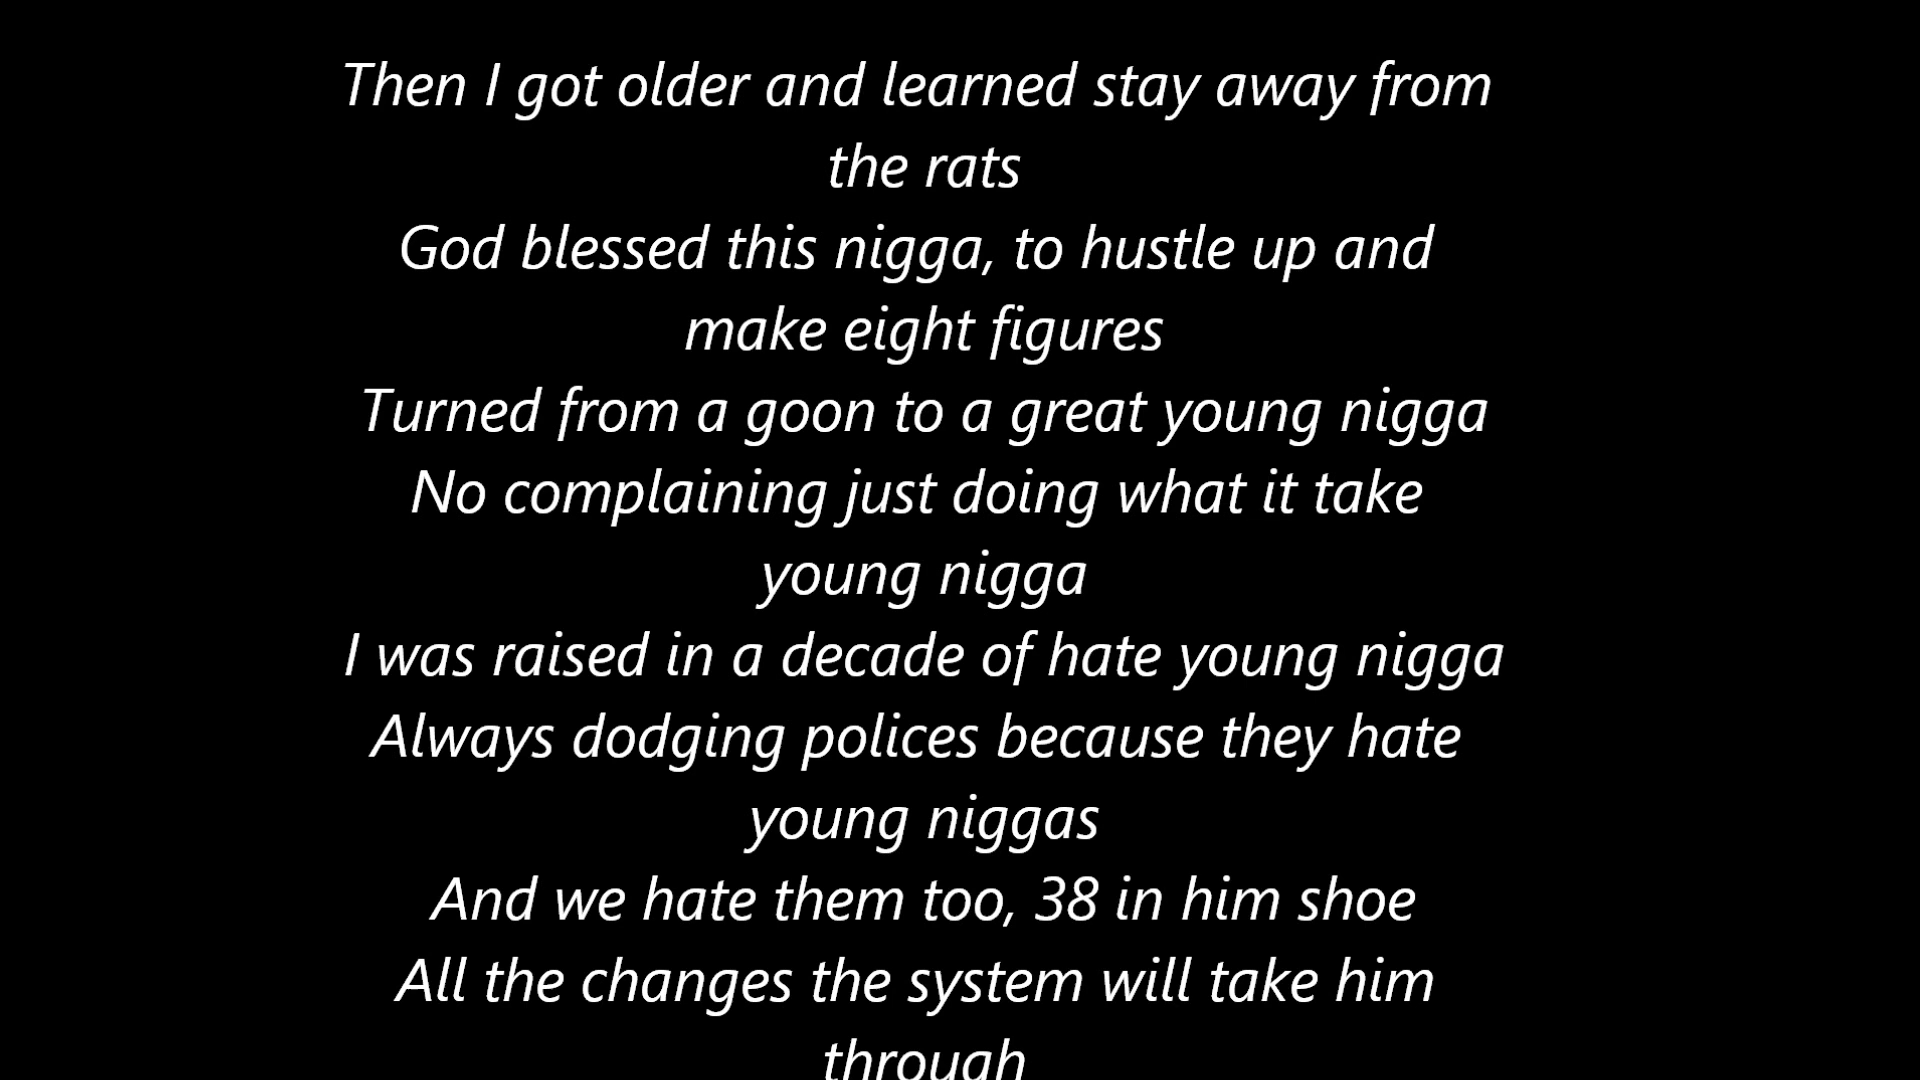 Then I got older and learned stay away from
the rats
God blessed this nigga, to hustle up and
make eight figures
Turned from a goon to a great young nigga
No complaining just doing what it take
young nigga
I was raised in a decade of hate young nigga
Always dodging polices because they hate
young niggas
And we hate them too, 38 in him shoe
All the changes the system will take him
through